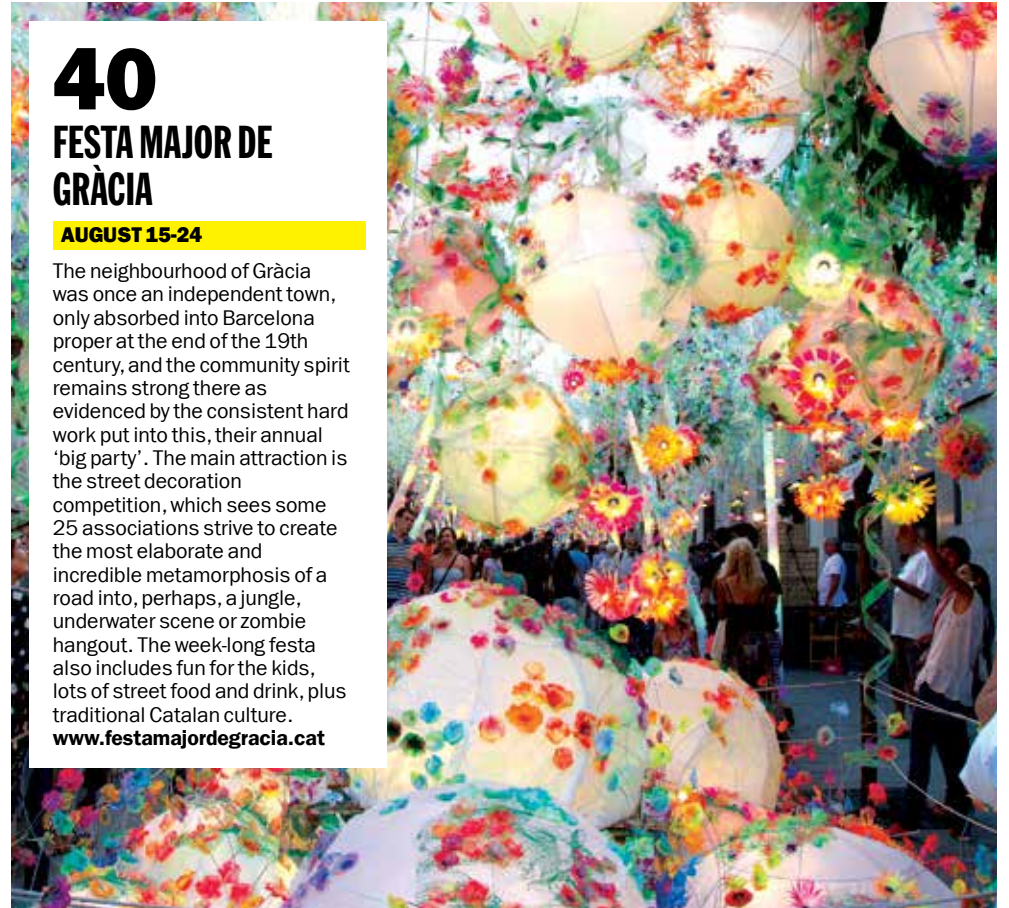 40
FESTA MAJOR DE
GRÀCIA
AUGUST 15-24
The neighbourhood of Gràcia
was once an independent town,
only absorbed into Barcelona
proper at the end of the 19th
century, and the community spirit
remains strong there as
evidenced by the consistent hard
work put into this, their annual
‘big party’. The main attraction is
the street decoration
competition, which sees some
25 associations strive to create
the most elaborate and
incredible metamorphosis of a
road into, perhaps, a jungle,
underwater scene or zombie
hangout. The week-long festa
also includes fun for the kids,
lots of street food and drink, plus
traditional Catalan culture.
www.festamajordegracia.cat